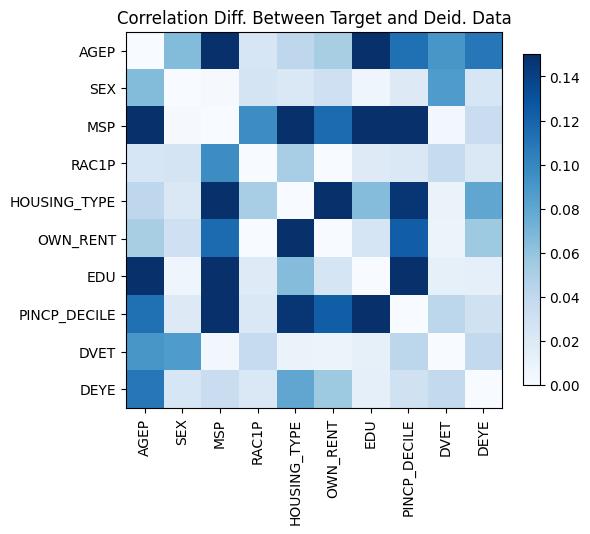 Correlation Diff. Between Target and Deid. Data
AGEP
SEX
MSP
RAC1P
HOUSING_TYPE
OWN_RENT
EDU
PINCP_DECILE
DVET
DEYE
AGEP
SEX
MSP
RAC1P
HOUSING_TYPE
OWN_RENT
EDU
PINCP_DECILE
DVET
DEYE
0.14
0.12
0.10
0.08
0.06
0.04
0.02
0.00